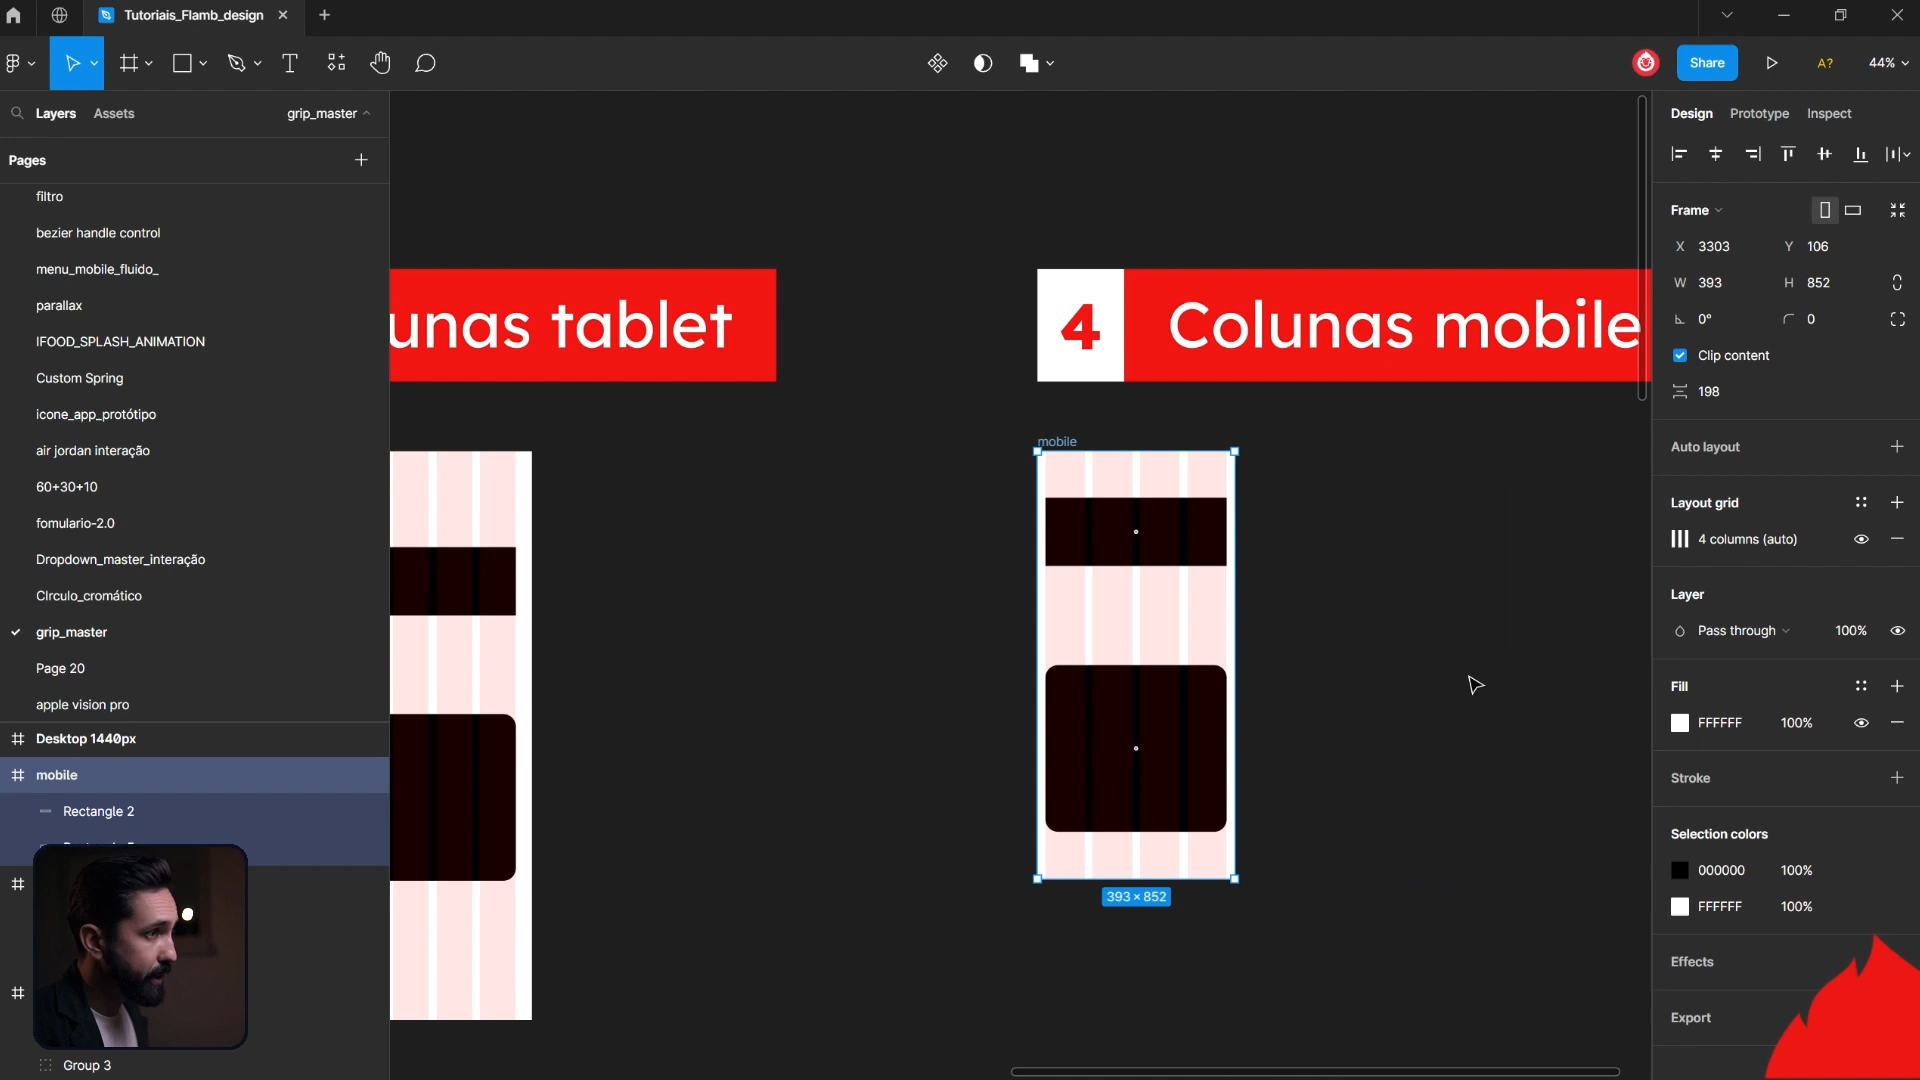 Tutoriais_Flamb_design
Share
A?
44%
Layers
Assets
grip_master
Pages
filtro
bezier handle control
menu_mobile_fluido_
parallax
IFOOD_SPLASH_ANIMATION
Custom Spring
icone_app_protótipo
air jordan interação
60+30+10
fomulario-2.0
Dropdown_master_interação
CIrculo_cromático
grip_master
Page 20
apple vision pro
Desktop 1440px
mobile
Rectangle 2
Group 3
unas tablet
4
Colunas mobile
mobile
393 × 852
Design
Prototype
Inspect
Frame
X 3303
Y 106
W 393
H 852
0°
0
Clip content
198
Auto layout
Layout grid
4 columns (auto)
Layer
Pass through
100%
Fill
FFFFFF
100%
Stroke
Selection colors
000000
100%
FFFFFF
100%
Effects
Export